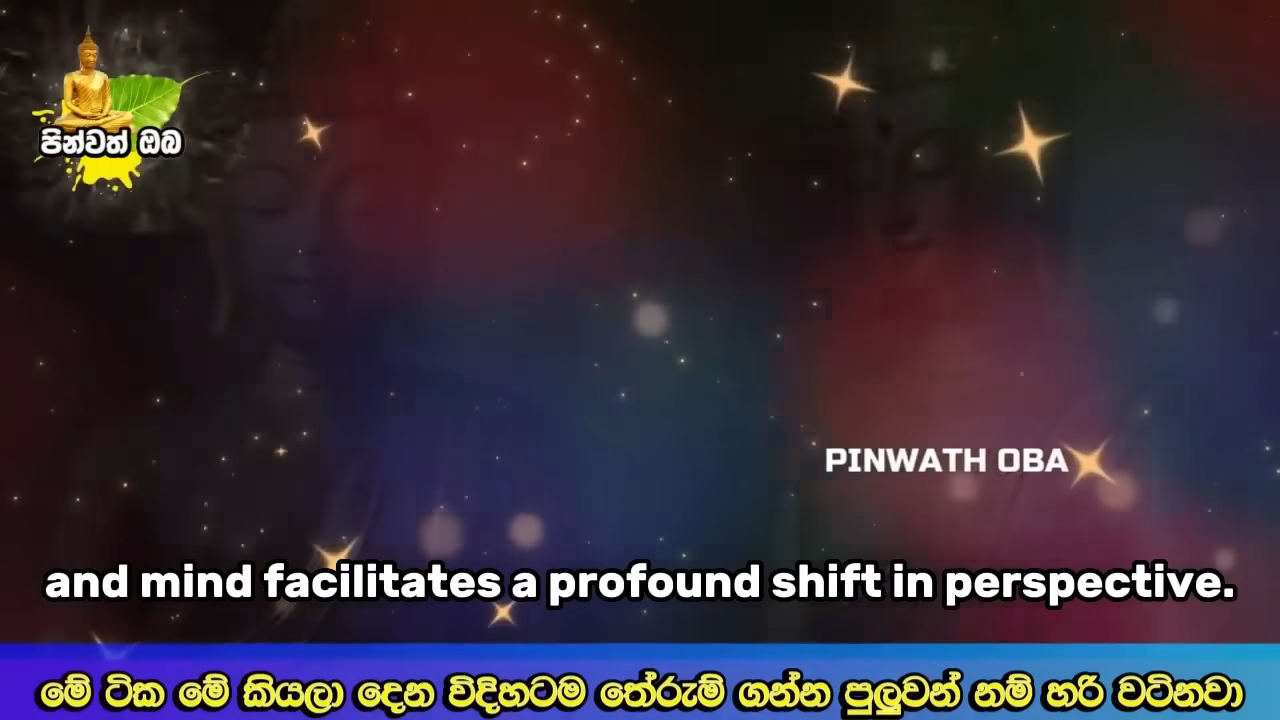 පින්වත් ඔබ
PINWATH OBA
and mind facilitates a profound shift in perspective.
මේ ටික මේ කියලා දෙන විදිහටම තේරුම් ගන්න පුලුවන් නම් හරි වටිනවා